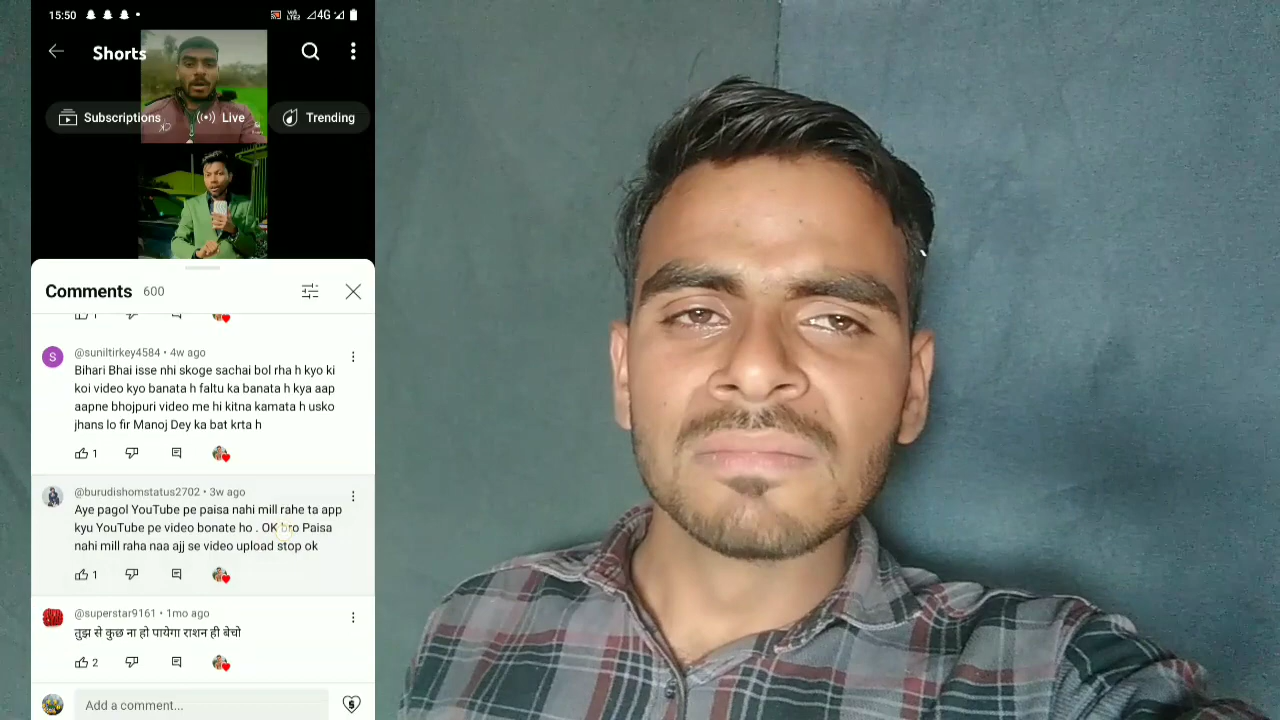 15:50
4G
Shorts
Subscriptions
Live
Trending
Comments 600
1
@suniltirkey4584 • 4w ago
Bihari Bhai isse nhi skoge sachai bol rha h kyo ki
koi video kyo banata h faltu ka banata h kya aap
aapne bhojpuri video me hi kitna kamata h usko
jhans lo fir Manoj Dey ka bat krta h
1
@burudishomstatus2702 • 3w ago
Aye pagol YouTube pe paisa nahi mill rahe ta app
kyu YouTube pe video bonate ho . OK bro Paisa
nahi mill raha naa ajj se video upload stop ok
1
@superstar9161 • 1mo ago
तुझ से कुछ ना हो पायेगा राशन ही बेचो
2
Add a comment...